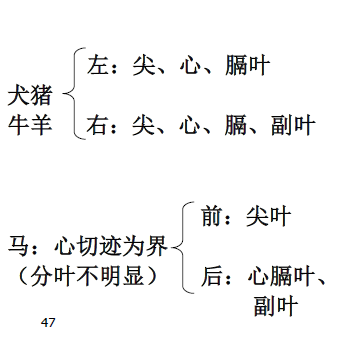 左：尖、心、膈叶
犬猪
牛羊
右：尖、心、膈、副叶
前：尖叶
马：心切迹为界
（分叶不明显）
后：心膈叶、
副叶
47